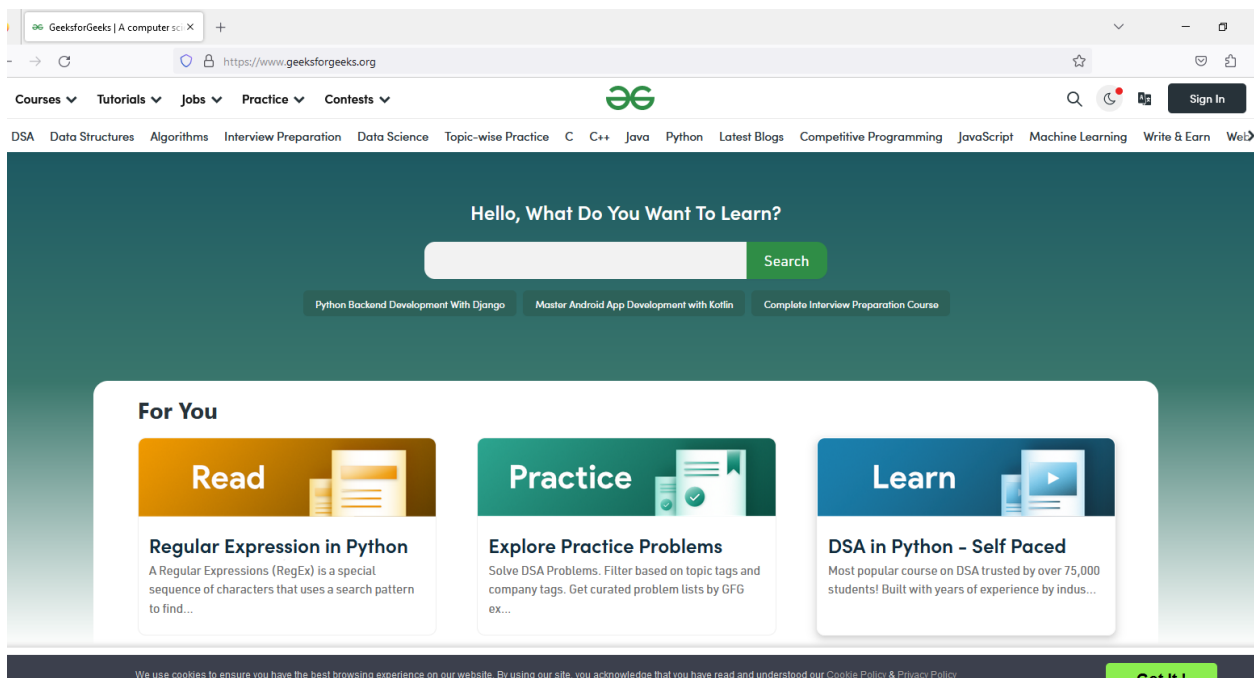 GeeksforGeeks | A computer sci
https://www.geeksforgeeks.org
Courses Tutorials Jobs Practice Contests Sign In
DSA Data Structures Algorithms Interview Preparation Data Science Topic-wise Practice C C++ Java Python Latest Blogs Competitive Programming JavaScript Machine Learning Write & Earn Web
Hello, What Do You Want To Learn?
Search
Python Backend Development With Django Master Android App Development with Kotlin Complete Interview Preparation Course
For You
Read Practice Learn
Regular Expression in Python
A Regular Expressions (RegEx) is a special
sequence of characters that uses a search pattern
to find...
Explore Practice Problems
Solve DSA Problems. Filter based on topic tags and
company tags. Get curated problem lists by GFG
ex...
DSA in Python - Self Paced
Most popular course on DSA trusted by over 75,000
students! Built with years of experience by indus...
We use cookies to ensure you have the best browsing experience on our website. By using our site, you acknowledge that you have read and understood our Cookie Policy & Privacy Policy
Got It !